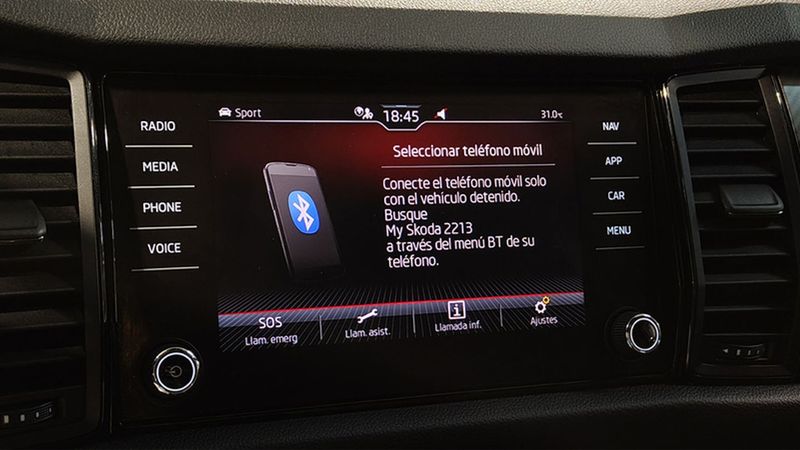 RADIO
MEDIA
PHONE
VOICE
Sport
18:45
31.0°C
Seleccionar teléfono móvil
Conecte el teléfono móvil solo
con el vehículo detenido.
Busque
My Skoda 2213
a través del menú BT de su
teléfono.
SOS
Llam. emerg
Llam. asist.
Llamada inf.
Ajustes
NAV
APP
CAR
MENU